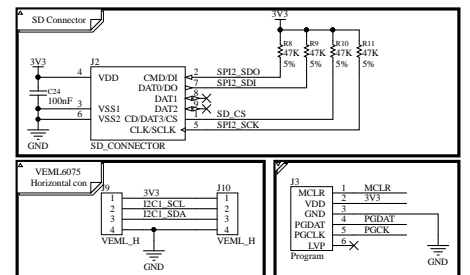 SD Connector
3V3
R8 R9 R10 R11
47K 47K 47K 47K
5% 5% 5% 5%
3V3
J2
4 VDD CMD/DI 2 SPI2_SDO
DAT0/DO 7 SPI2_SDI
C24
100nF
DAT1 8
3 VSS1 DAT2 9
6 VSS2 CD/DAT3/CS 1 SD_CS
CLK/SCLK 5 SPI2_SCK
GND
SD_CONNECTOR
VEML6075
Horizontal con
J9 J10
1 3V3 1
2 I2C1_SCL 2
3 I2C1_SDA 3
4 4
VEML_H VEML_H
GND
J3
MCLR 1 MCLR
VDD 2 3V3
GND 3
PGDAT 4 PGDAT
PGCLK 5 PGCK
LVP 6
Program
GND